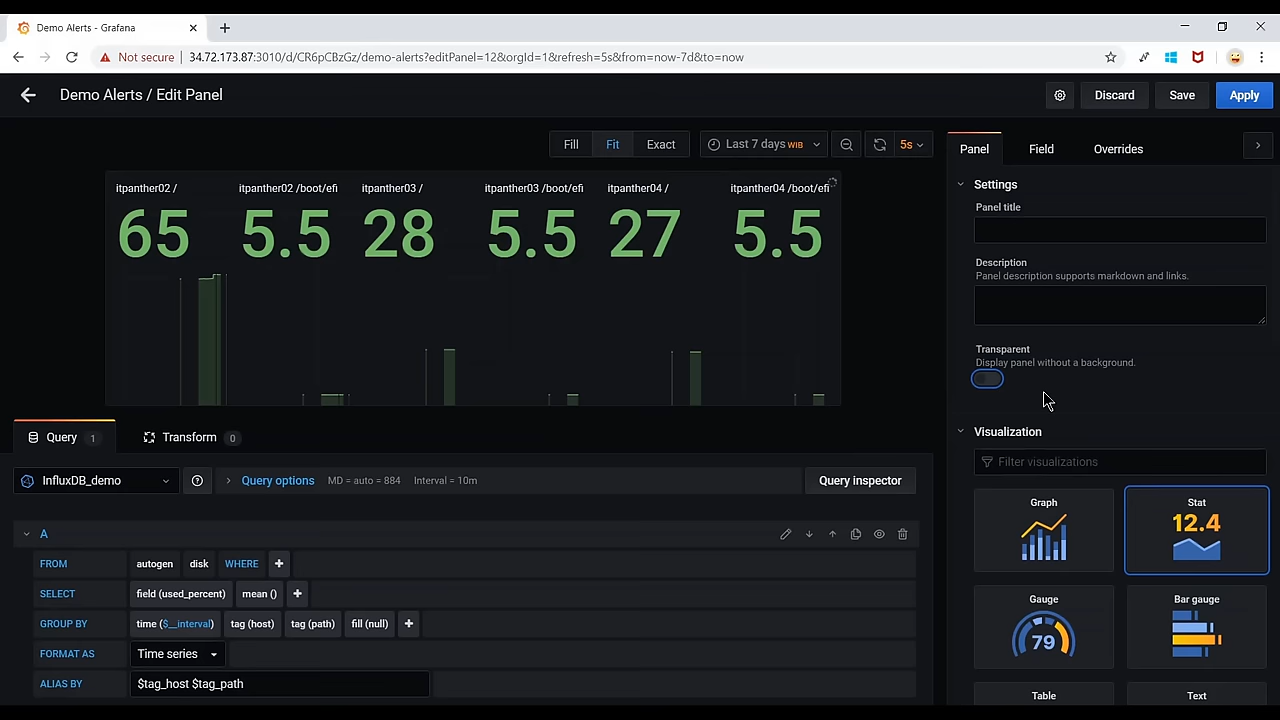 Demo Alerts - Grafana
Not secure 34.72.173.87:3010/d/CR6pCBzGz/demo-alerts?editPanel=12&orgId=1&refresh=5s&from=now-7d&to=now
Demo Alerts / Edit Panel
Discard
Save
Apply
Fill
Fit
Exact
Last 7 days WIB
5s
itpanther02 /
65
itpanther02 /boot/efi
5.5
itpanther03 /
28
itpanther03 /boot/efi
5.5
itpanther04 /
27
itpanther04 /boot/efi
5.5
Query 1
Transform 0
InfluxDB_demo
Query options MD = auto = 884 Interval = 10m
Query inspector
A
FROM autogen disk WHERE +
SELECT field (used_percent) mean () +
GROUP BY time ($__interval) tag (host) tag (path) fill (null) +
FORMAT AS Time series
ALIAS BY $tag_host $tag_path
Panel
Field
Overrides
Settings
Panel title
Description
Panel description supports markdown and links.
Transparent
Display panel without a background.
Visualization
Filter visualizations
Graph
Stat
12.4
Gauge
79
Bar gauge
Table
Text